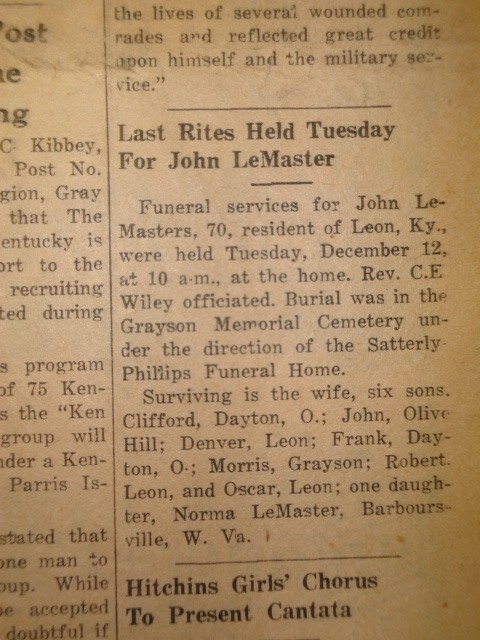 Post
ne
ng
C Kibbey,
Post No.
gion, Gray
that The
entucky is
ort to the
recruiting
ted during
s program
of 75 Ken-
s the "Ken
group will
nder a Ken-
Parris Is-
stated that
one man to
oup. While
be accepted
doubtful if
the lives of several wounded com-
rades and reflected great credit
upon himself and the military ser-
vice."
Last Rites Held Tuesday
For John LeMaster
Funeral services for John Le-
Masters, 70, resident of Leon, Ky.,
were held Tuesday, December 12,
at 10 a.m., at the home. Rev. C.E
Wiley officiated. Burial was in the
Grayson Memorial Cemetery un-
der the direction of the Satterly-
Phillips Funeral Home.
Surviving is the wife, six sons.
Clifford, Dayton, O.; John, Olive
Hill; Denver, Leon; Frank, Day-
ton, O.; Morris, Grayson; Robert.
Leon, and Oscar, Leon; one daugh-
ter, Norma LeMaster, Barbours-
ville, W. Va.
Hitchins Girls' Chorus
To Present Cantata